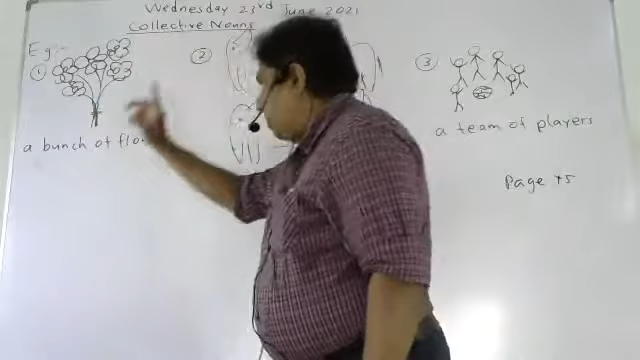 Wednesday 23rd June 2021
Collective Nouns
Eg:-
1
2
3
a bunch of flo
a team of players
Page 75